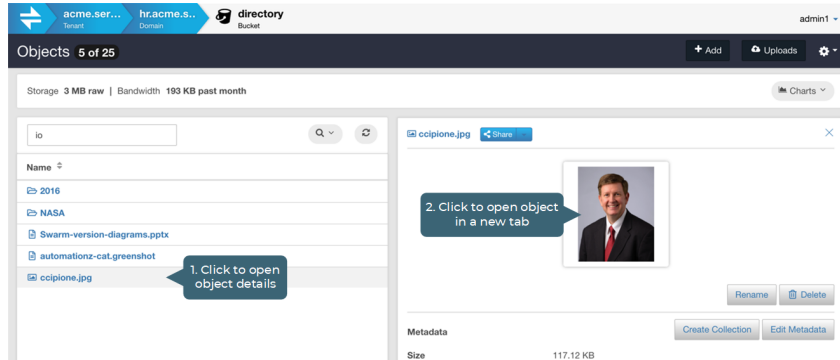 acme.ser...
Tenant
hr.acme.s..
Domain
directory
Bucket
admin1
Objects 5 of 25
+ Add
Uploads
Storage 3 MB raw | Bandwidth 193 KB past month
Charts
io
Name
2016
NASA
Swarm-version-diagrams.pptx
automationz-cat.greenshot
ccipione.jpg
1. Click to open
object details
ccipione.jpg
Share
2. Click to open object
in a new tab
Rename
Delete
Metadata
Create Collection
Edit Metadata
Size 117.12 KB